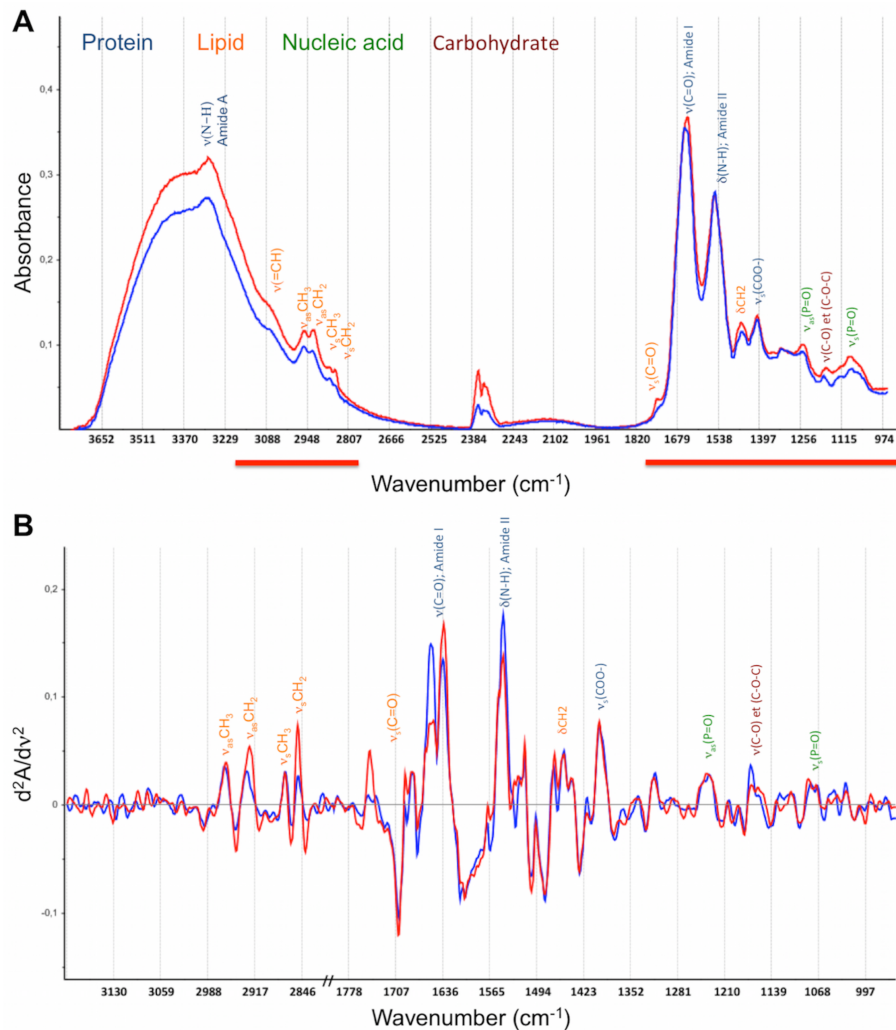 A
Protein Lipid Nucleic acid Carbohydrate
Absorbance
0,4
0,3
0,2
0,1
ν(N−H)
Amide A
ν(=CH)
νasCH3
νasCH2
νsCH3
νsCH2
νs(C=O)
ν(C=O); Amide I
δ(N-H); Amide II
δCH2
νs(COO-)
νas(P=O)
ν(C-O) et (C-O-C)
νs(P=O)
3652 3511 3370 3229 3088 2948 2807 2666 2525 2384 2243 2102 1961 1820 1679 1538 1397 1256 1115 974
Wavenumber (cm-1)
B
d2A/dν2
0,2
0,1
0
-0,1
νasCH3
νasCH2
νsCH3
νsCH2
νs(C=O)
ν(C=O); Amide I
δ(N-H); Amide II
δCH2
νs(COO-)
νas(P=O)
ν(C-O) et (C-O-C)
νs(P=O)
3130 3059 2988 2917 2846 // 1778 1707 1636 1565 1494 1423 1352 1281 1210 1139 1068 997
Wavenumber (cm-1)